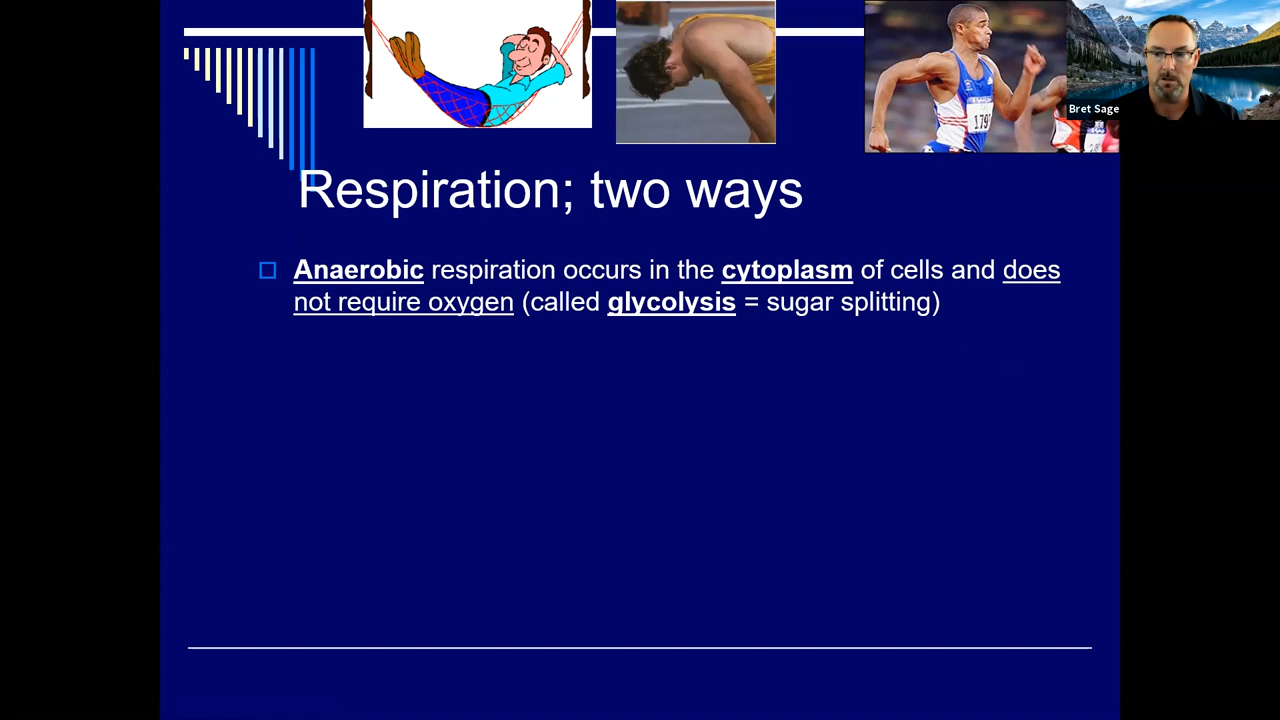 179
Bret Sage
Respiration; two ways
Anaerobic respiration occurs in the cytoplasm of cells and does
not require oxygen (called glycolysis = sugar splitting)